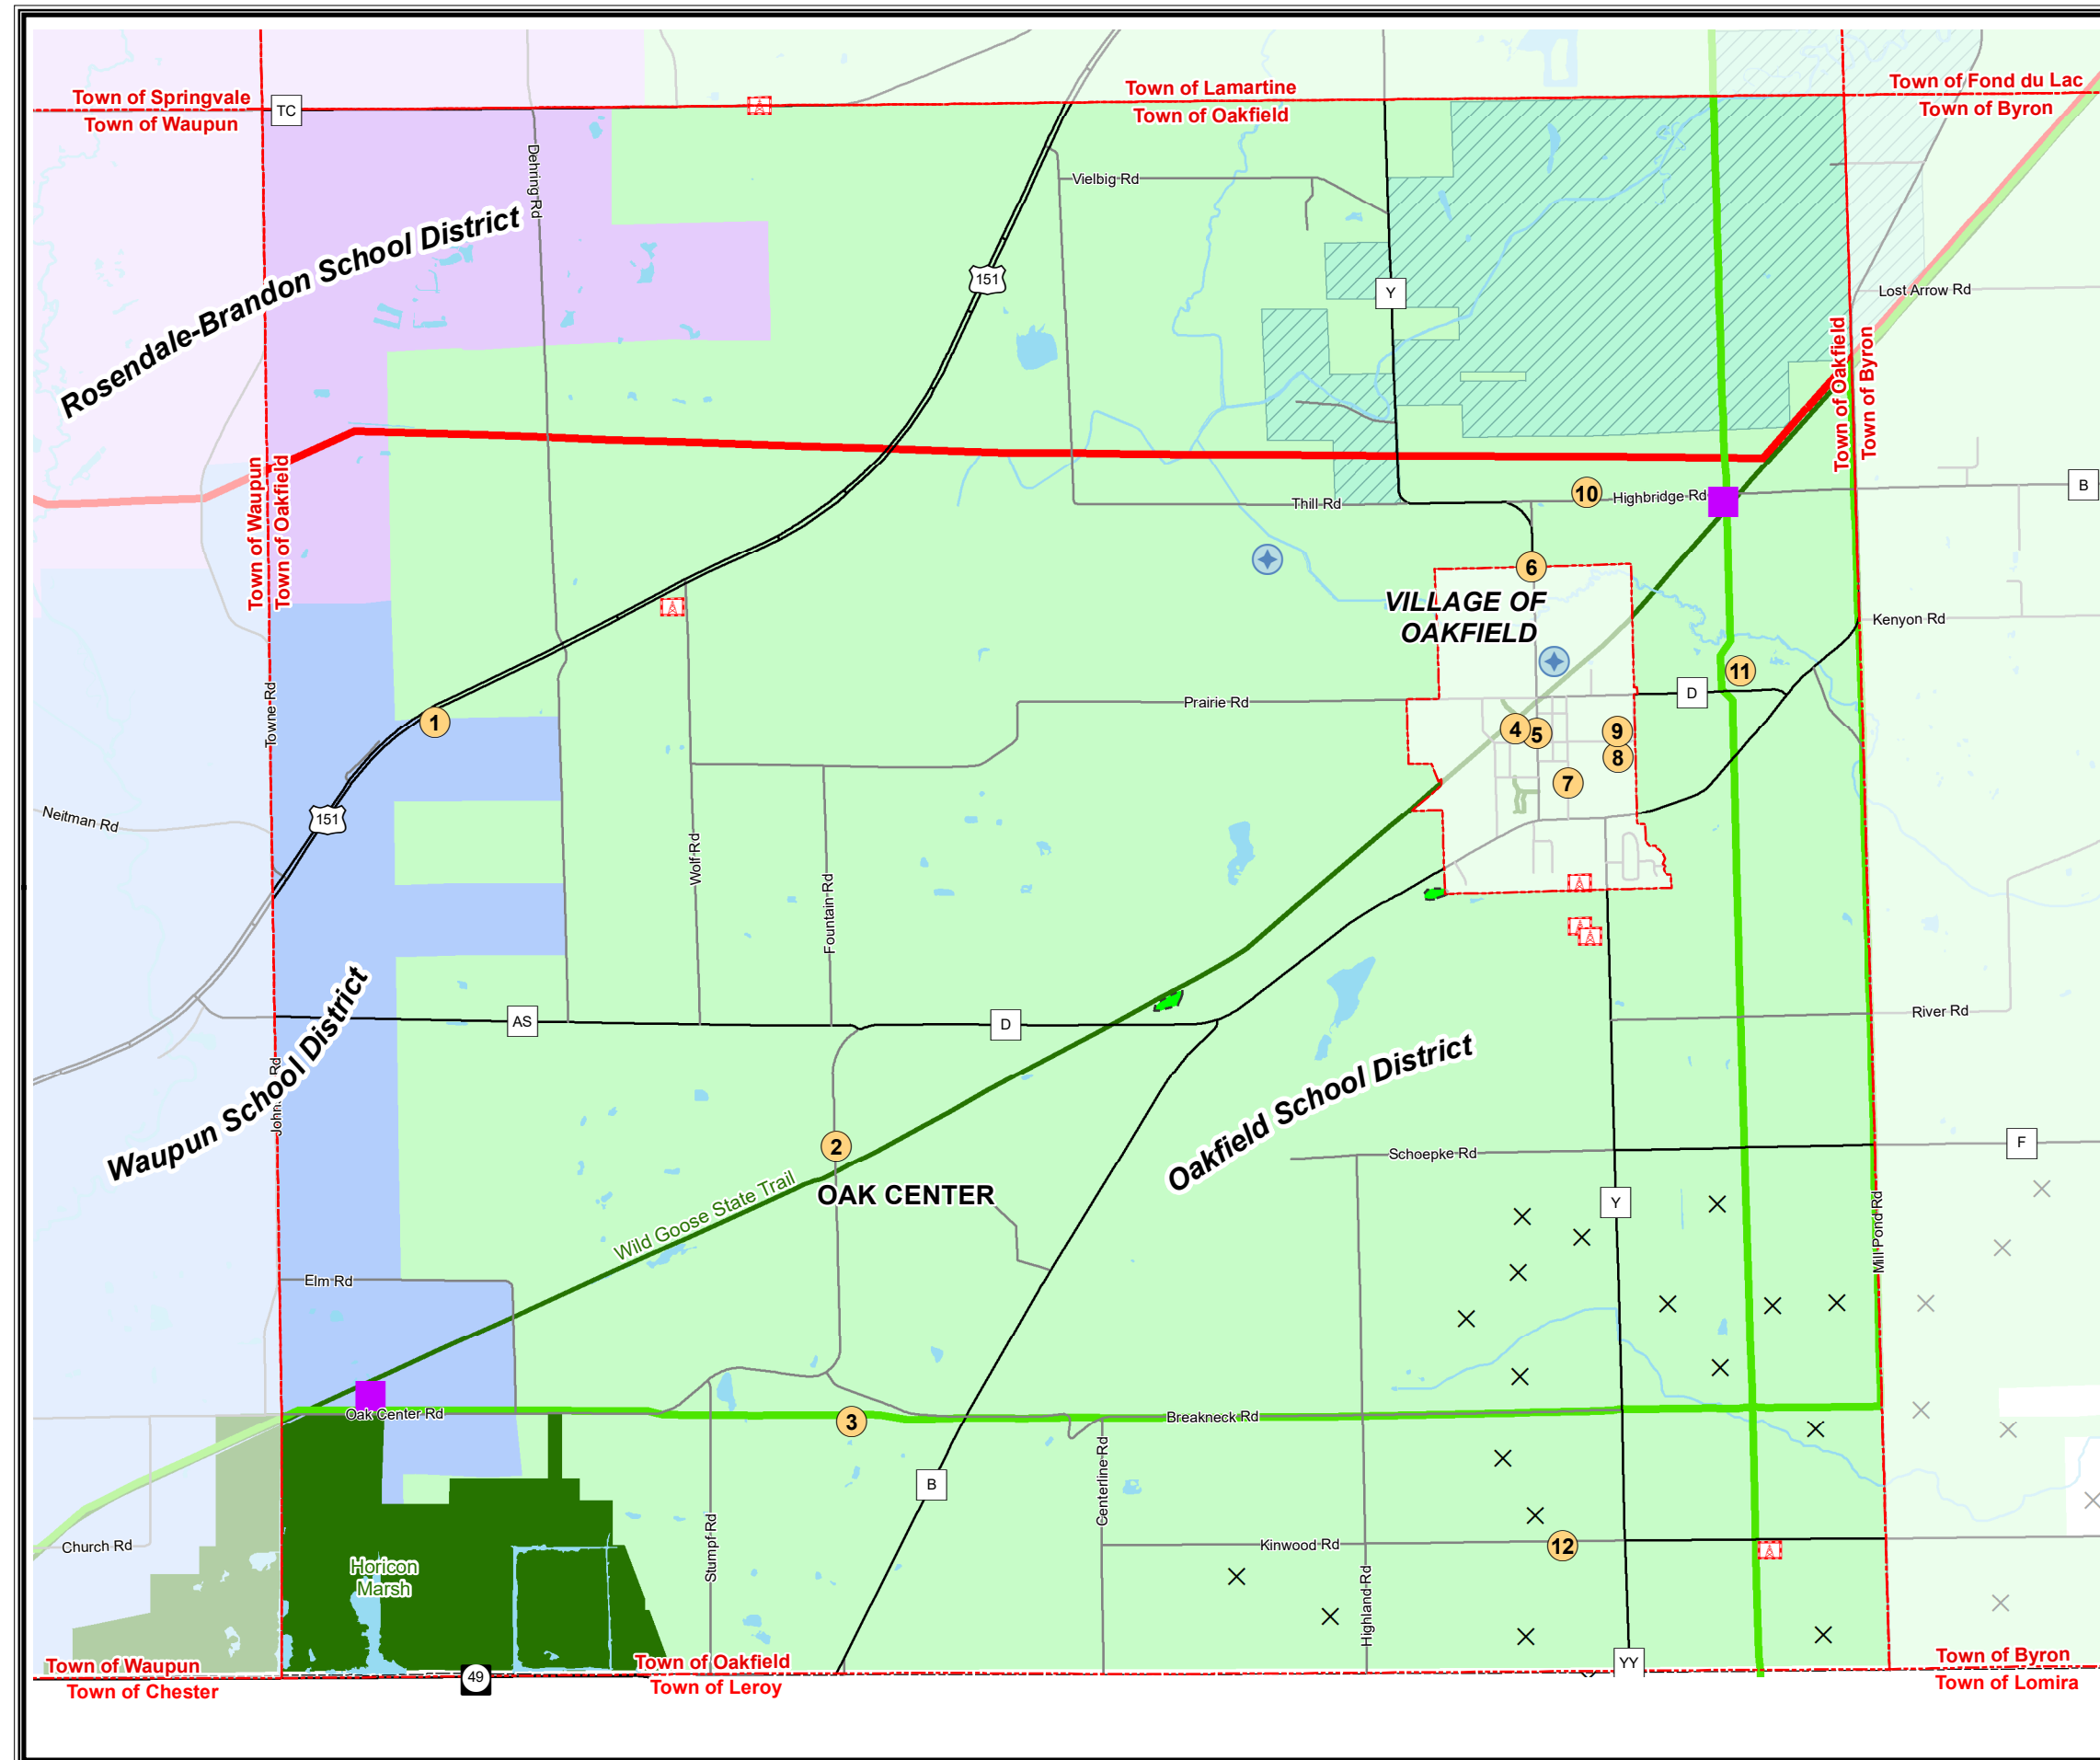 Town of Springvale
Town of Waupun
TC
Town of Lamartine
Town of Oakfield
Town of Fond du Lac
Town of Byron
Dehring Rd
Vielbig Rd
Rosendale-Brandon School District
151
Y
Lost Arrow Rd
Town of Oakfield
Town of Byron
Town of Waupun
Town of Oakfield
Thill Rd
10
Highbridge Rd
B
6
VILLAGE OF
OAKFIELD
Kenyon Rd
11
Towne Rd
1
Prairie Rd
D
4
5
9
8
7
Neitman Rd
151
Wolf Rd
Fountain Rd
Waupun School District
AS
D
River Rd
Oakfield School District
2
Schoepke Rd
F
Wild Goose State Trail
OAK CENTER
Y
Mill Pond Rd
Elm Rd
Oak Center Rd
3
Breakneck Rd
B
Centerline Rd
Church Rd
Horicon
Marsh
Stumpf Rd
Kinwood Rd
12
Highland Rd
Town of Waupun
Town of Chester
49
Town of Oakfield
Town of Leroy
YY
Town of Byron
Town of Lomira